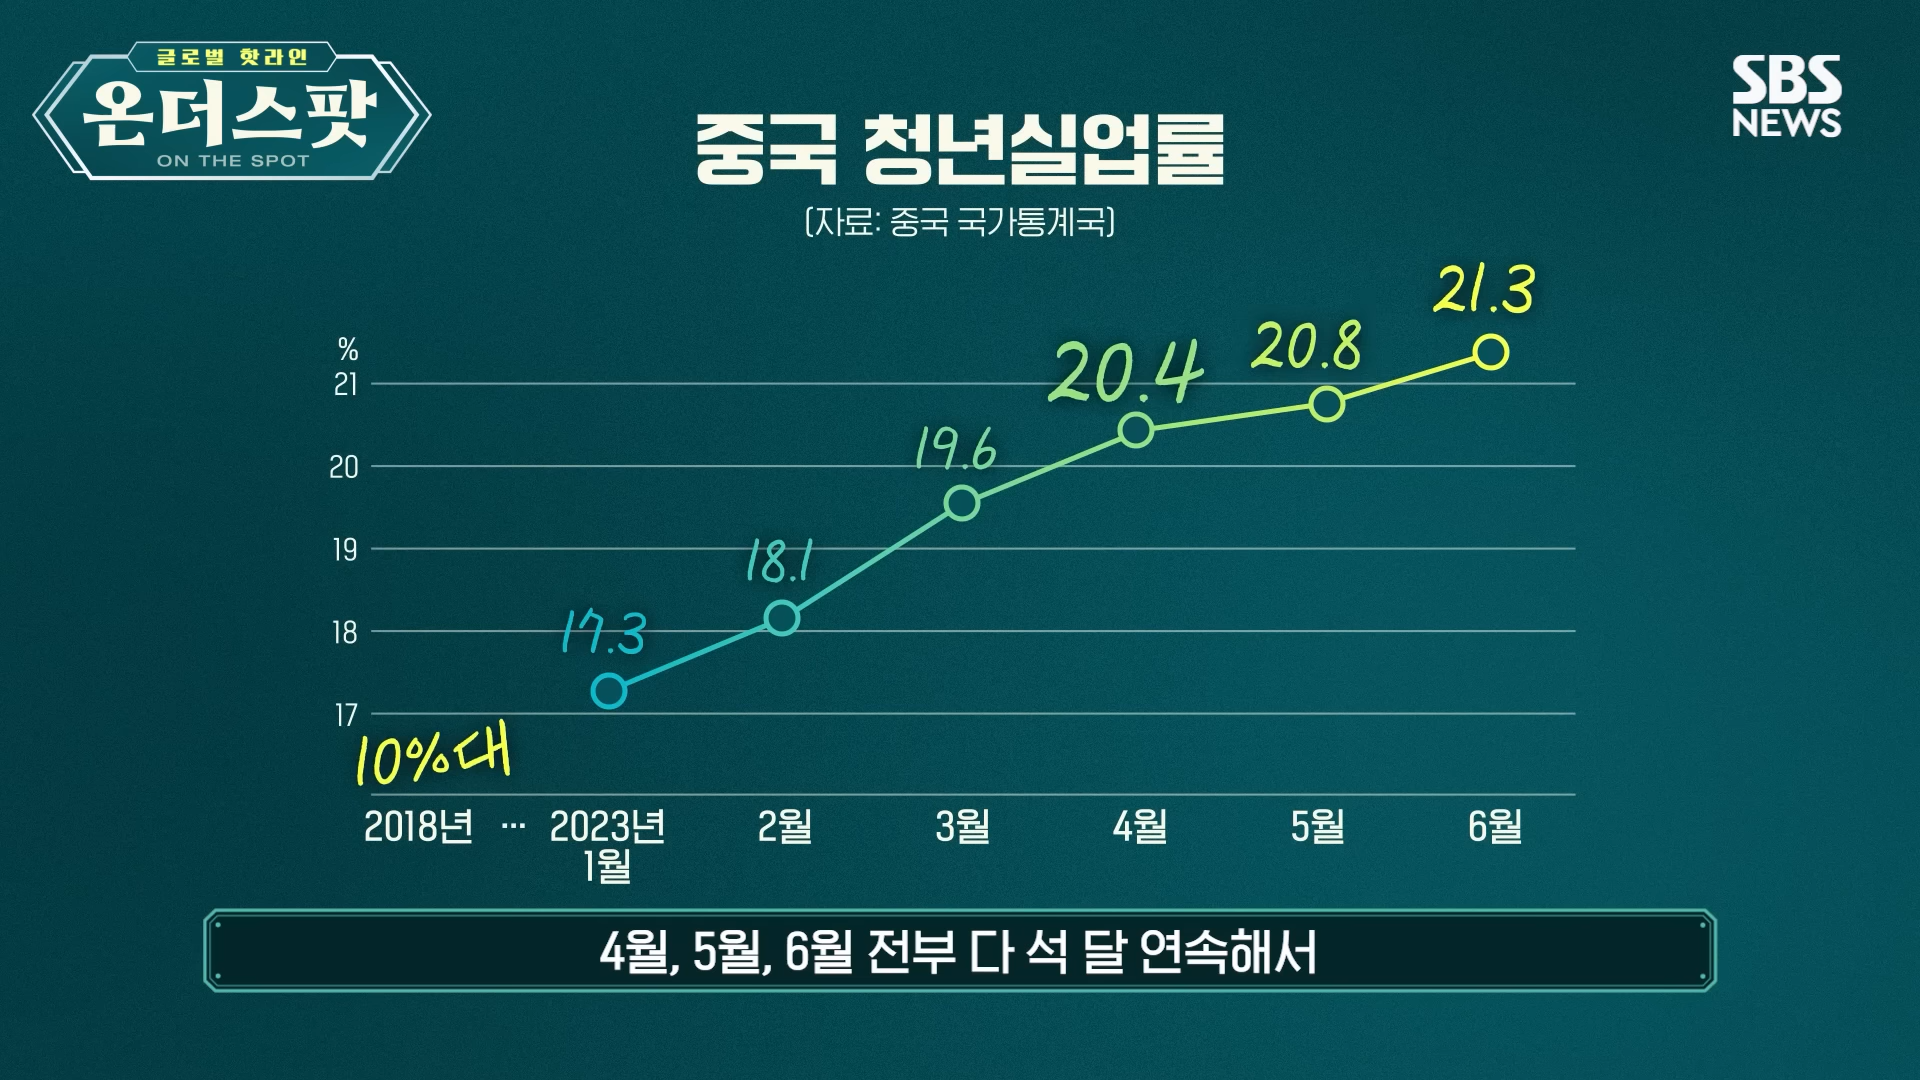 글로벌 핫라인
온더스팟
ON THE SPOT
SBS
NEWS
중국 청년실업률
(자료: 중국 국가통계국)
%
21
20
19
18
17
10%대
17.3
18.1
19.6
20.4
20.8
21.3
2018년 ··· 2023년 2월 3월 4월 5월 6월
1월
4월, 5월, 6월 전부 다 석 달 연속해서